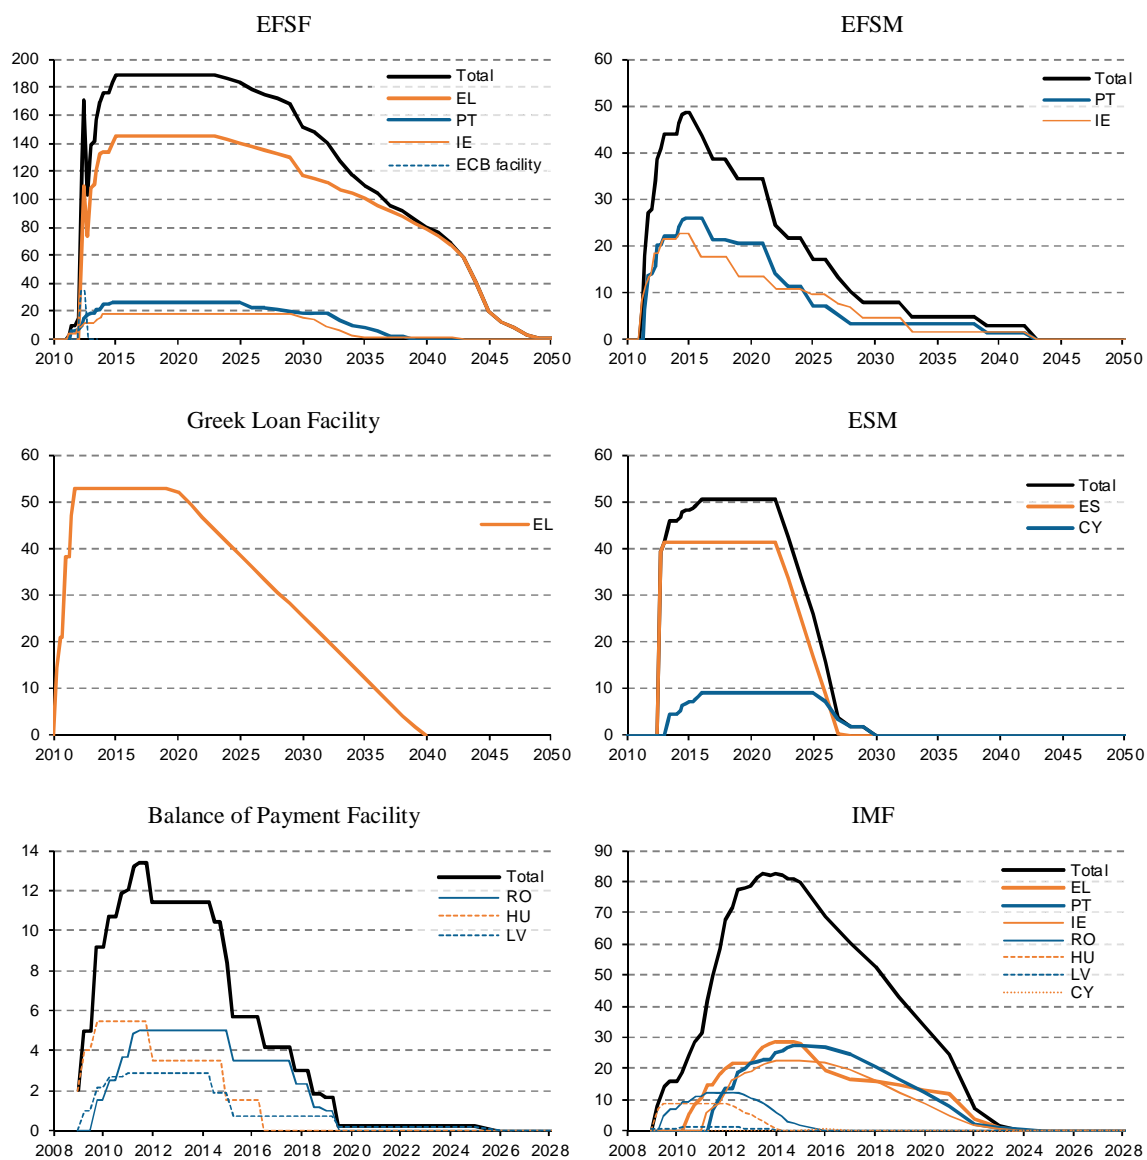 EFSF
200
180
160
140
120
100
80
60
40
20
0
2010 2015 2020 2025 2030 2035 2040 2045 2050
Total
EL
PT
IE
ECB facility
EFSM
60
50
40
30
20
10
0
2010 2015 2020 2025 2030 2035 2040 2045 2050
Total
PT
IE
Greek Loan Facility
60
50
40
30
20
10
0
2010 2015 2020 2025 2030 2035 2040 2045 2050
EL
ESM
60
50
40
30
20
10
0
2010 2015 2020 2025 2030 2035 2040 2045 2050
Total
ES
CY
Balance of Payment Facility
14
12
10
8
6
4
2
0
2008 2010 2012 2014 2016 2018 2020 2022 2024 2026 2028
Total
RO
HU
LV
IMF
90
80
70
60
50
40
30
20
10
0
2008 2010 2012 2014 2016 2018 2020 2022 2024 2026 2028
Total
EL
PT
IE
RO
HU
LV
CY